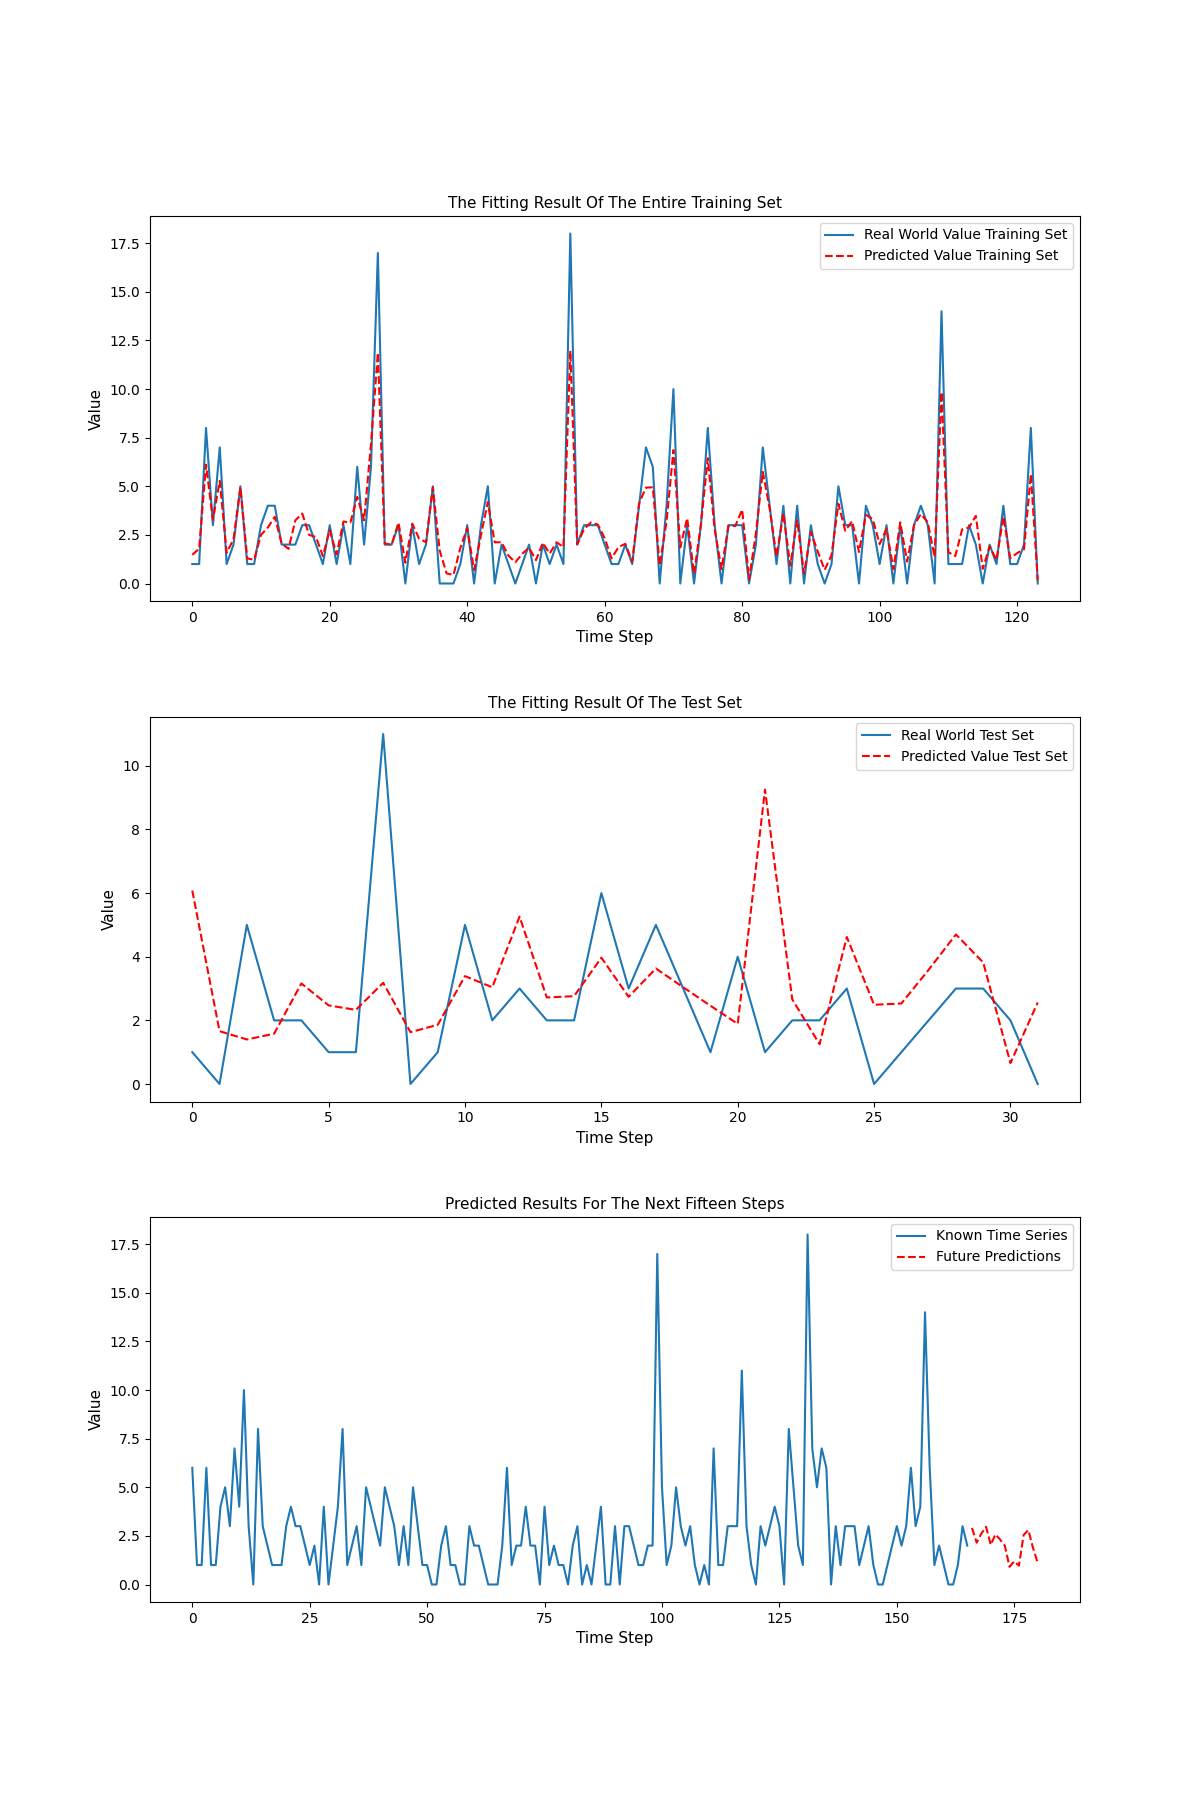 The Fitting Result Of The Entire Training Set
17.5
15.0
12.5
10.0
7.5
5.0
2.5
0.0
Value
Real World Value Training Set
Predicted Value Training Set
0 20 40 60 80 100 120
Time Step
The Fitting Result Of The Test Set
10
8
6
4
2
0
Value
Real World Test Set
Predicted Value Test Set
0 5 10 15 20 25 30
Time Step
Predicted Results For The Next Fifteen Steps
17.5
15.0
12.5
10.0
7.5
5.0
2.5
0.0
Value
Known Time Series
Future Predictions
0 25 50 75 100 125 150 175
Time Step